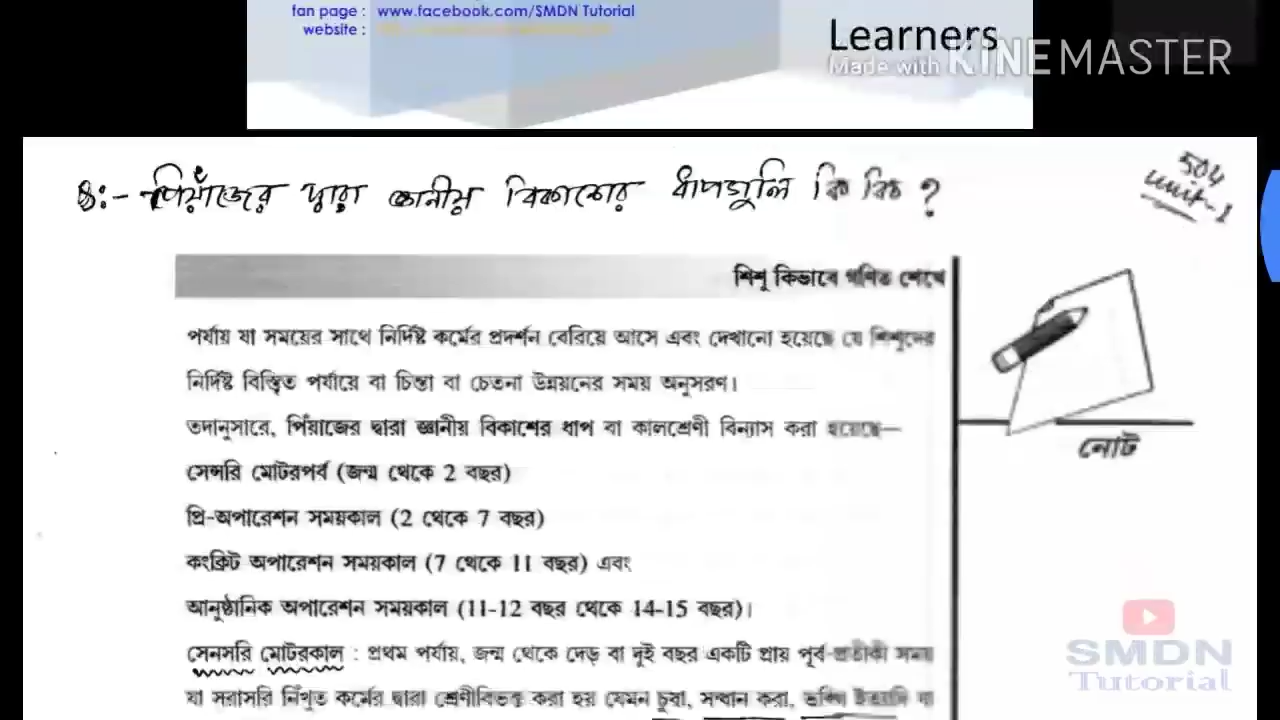 fan page : www.facebook.com/SMDN Tutorial
website :
Learners
Made with KINEMASTER
8:- পিয়াঁজের দ্বারা জ্ঞানীয় বিকাশের ধাপগুলি কি কি ?
504
unit-1
শিশু কিভাবে গণিত শেখে
পর্যায় যা সময়ের সাথে নির্দিষ্ট কর্মের প্রদর্শন বেরিয়ে আসে এবং দেখানো হয়েছে যে শিশুদের
নির্দিষ্ট বিস্ত্বিত পর্যায়ে বা চিন্তা বা চেতনা উন্নয়নের সময় অনুসরণ।
তদানুসারে, পিঁয়াজের দ্বারা জ্ঞানীয় বিকাশের ধাপ বা কালশ্রেণী বিন্যাস করা হয়েছে—
নোট
সেন্সরি মোটরপর্ব (জন্ম থেকে 2 বছর)
প্রি-অপারেশন সময়কাল (2 থেকে 7 বছর)
কংক্রিট অপারেশন সময়কাল (7 থেকে 11 বছর) এবং
আনুষ্ঠানিক অপারেশন সময়কাল (11-12 বছর থেকে 14-15 বছর)।
সেনসরি মোটরকাল : প্রথম পর্যায়, জন্ম থেকে দেড় বা দুই বছর একটি প্রায় পূর্ব-প্রতীকী সময়
যা সরাসরি নিঁখুত কর্মের দ্বারা শ্রেণীবিভক্ত করা হয় যেমন চুষা, সন্ধান করা, ইত্যাদি যা
SMDN
Tutorial